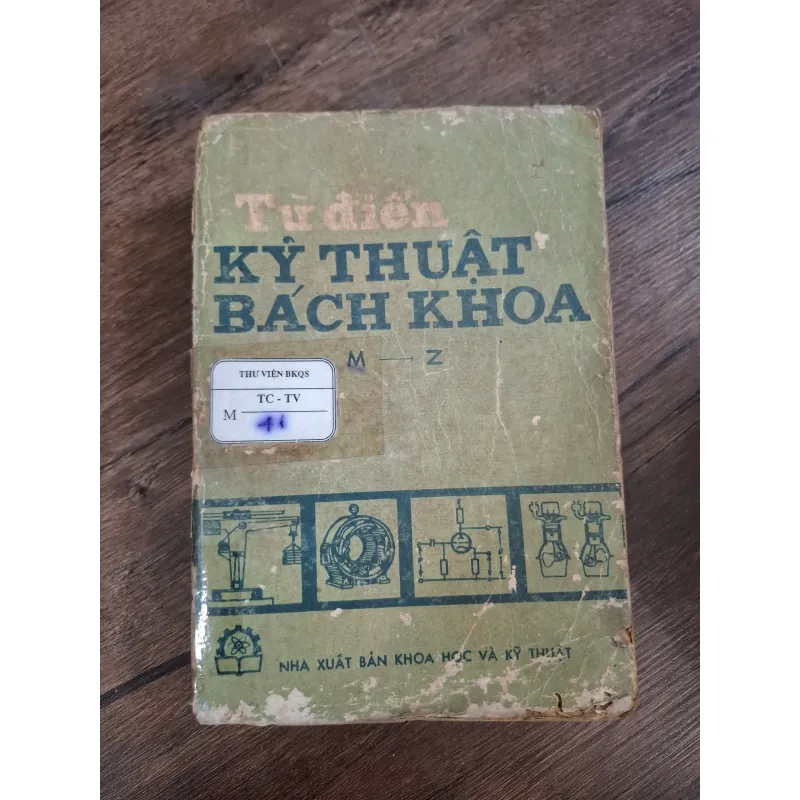 Từ điển
KỸ THUẬT
BÁCH KHOA
M — Z
THƯ VIỆN BKQS
TC - TV
M
41
NHÀ XUẤT BẢN KHOA HỌC VÀ KỸ THUẬT